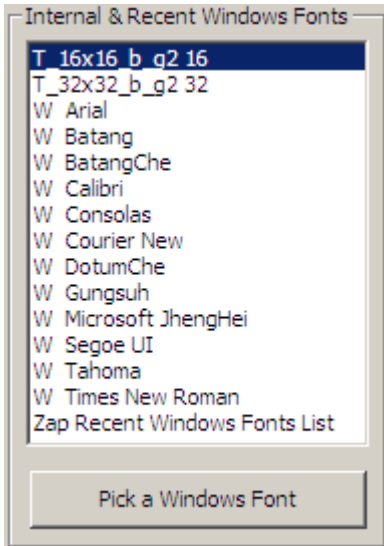 Internal & Recent Windows Fonts
T_16x16_b_g2 16
T_32x32_b_g2 32
W Arial
W Batang
W BatangChe
W Calibri
W Consolas
W Courier New
W DotumChe
W Gungsuh
W Microsoft JhengHei
W Segoe UI
W Tahoma
W Times New Roman
Zap Recent Windows Fonts List
Pick a Windows Font